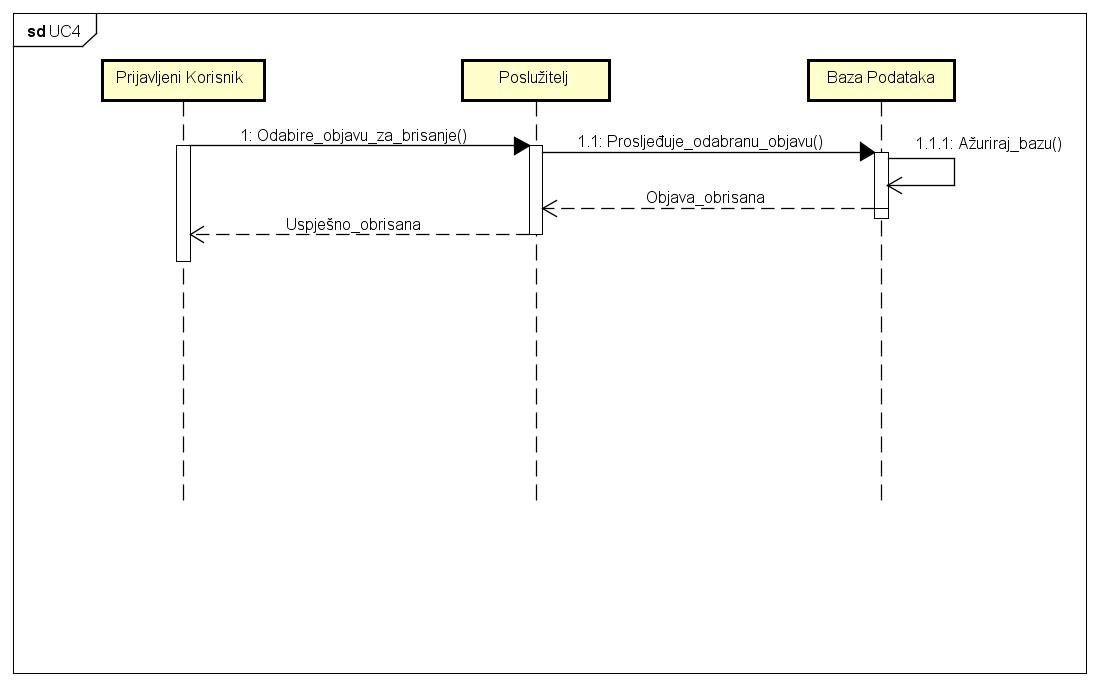 sd UC4
Prijavljeni Korisnik
Poslužitelj
Baza Podataka
1: Odabire_objavu_za_brisanje()
1.1: Prosljeđuje_odabranu_objavu()
1.1.1: Ažuriraj_bazu()
Objava_obrisana
Uspješno_obrisana